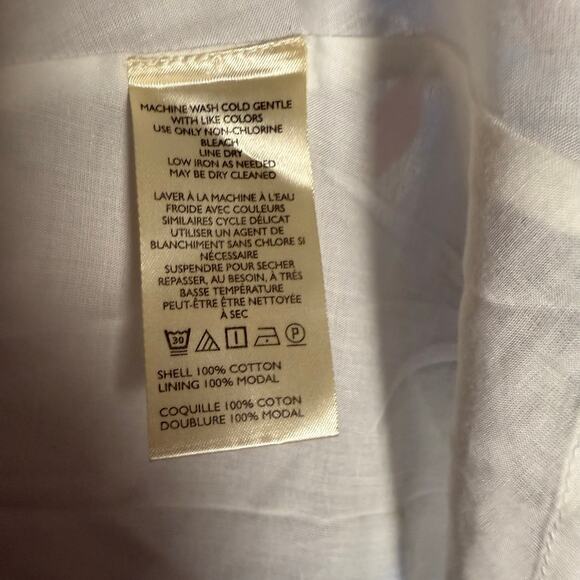 MACHINE WASH COLD GENTLE
WITH LIKE COLORS
USE ONLY NON-CHLORINE
BLEACH
LINE DRY
LOW IRON AS NEEDED
MAY BE DRY CLEANED
LAVER À LA MACHINE À L'EAU
FROIDE AVEC COULEURS
SIMILAIRES CYCLE DÉLICAT
UTILISER UN AGENT DE
BLANCHIMENT SANS CHLORE SI
NÉCESSAIRE
SUSPENDRE POUR SECHER
REPASSER, AU BESOIN, À TRÈS
BASSE TEMPÉRATURE
PEUT-ÊTRE ÊTRE NETTOYÉE
À SEC
30 P
SHELL 100% COTTON
LINING 100% MODAL
COQUILLE 100% COTON
DOUBLURE 100% MODAL